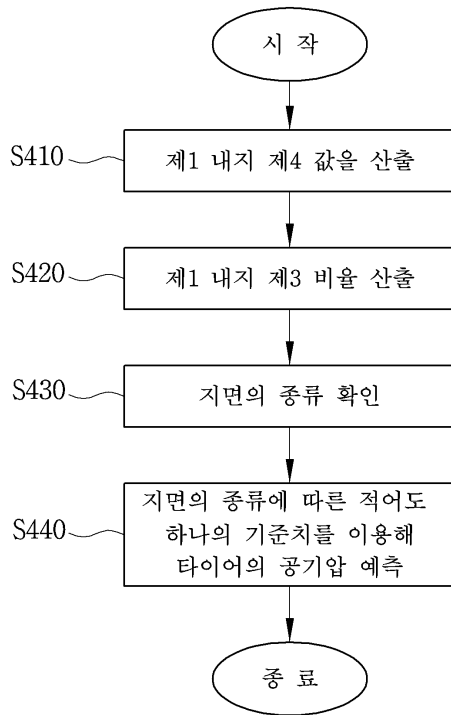 시 작
S410
제1 내지 제4 값을 산출
S420
제1 내지 제3 비율 산출
S430
지면의 종류 확인
S440
지면의 종류에 따른 적어도
하나의 기준치를 이용해
타이어의 공기압 예측
종 료